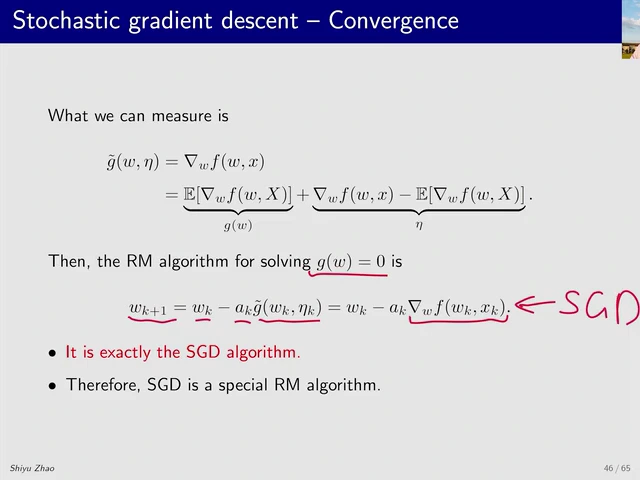 Stochastic gradient descent – Convergence
What we can measure is
g̃(w, η) = ∇_w f(w, x)
= 𝔼[∇_w f(w, X)] + ∇_w f(w, x) − 𝔼[∇_w f(w, X)] .
g(w) η
Then, the RM algorithm for solving g(w) = 0 is
w_{k+1} = w_k − a_k g̃(w_k, η_k) = w_k − a_k ∇_w f(w_k, x_k). ← SGD
• It is exactly the SGD algorithm.
• Therefore, SGD is a special RM algorithm.
Shiyu Zhao 46 / 65